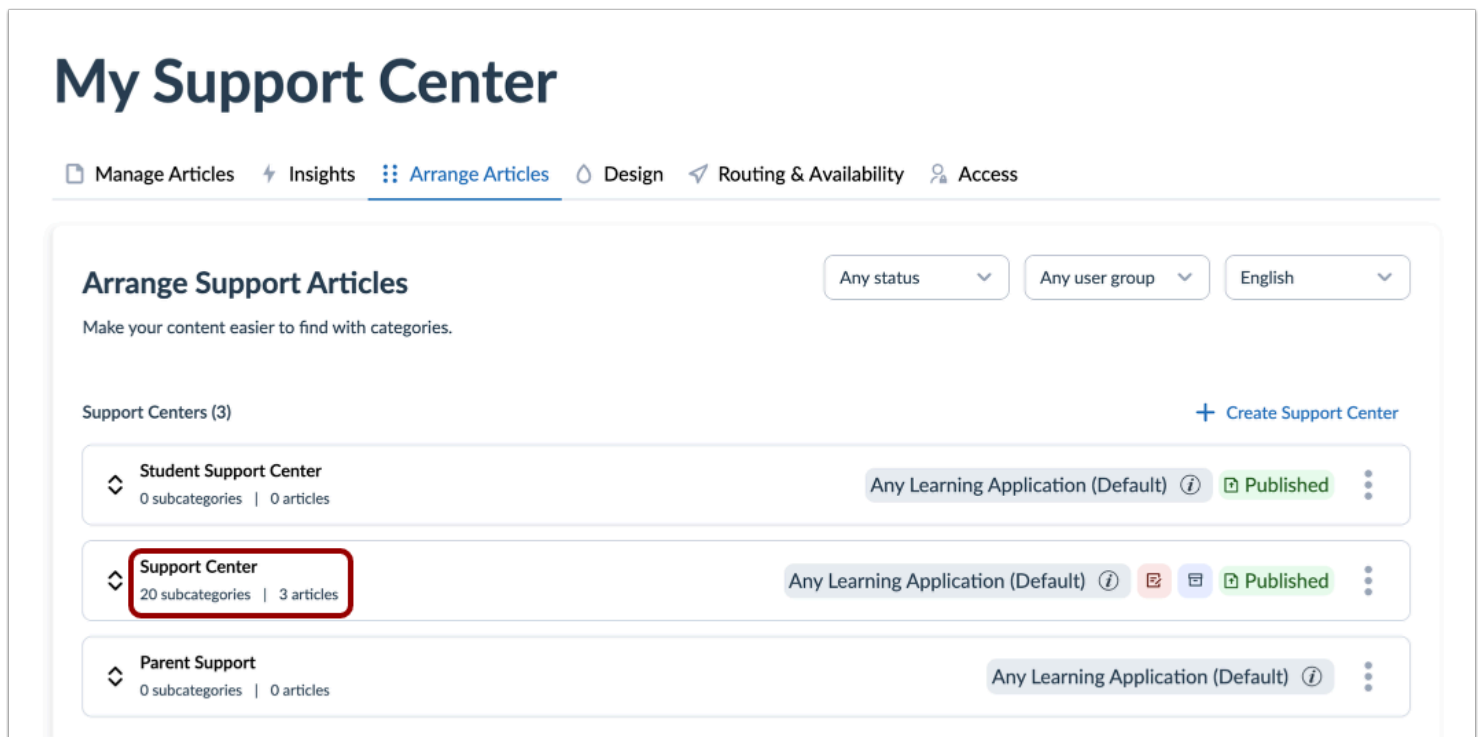 My Support Center
Manage Articles Insights Arrange Articles Design Routing & Availability Access
Arrange Support Articles
Any status Any user group English
Make your content easier to find with categories.
Support Centers (3)
+ Create Support Center
Student Support Center
0 subcategories | 0 articles
Any Learning Application (Default) i Published
Support Center
20 subcategories | 3 articles
Any Learning Application (Default) i Published
Parent Support
0 subcategories | 0 articles
Any Learning Application (Default) i